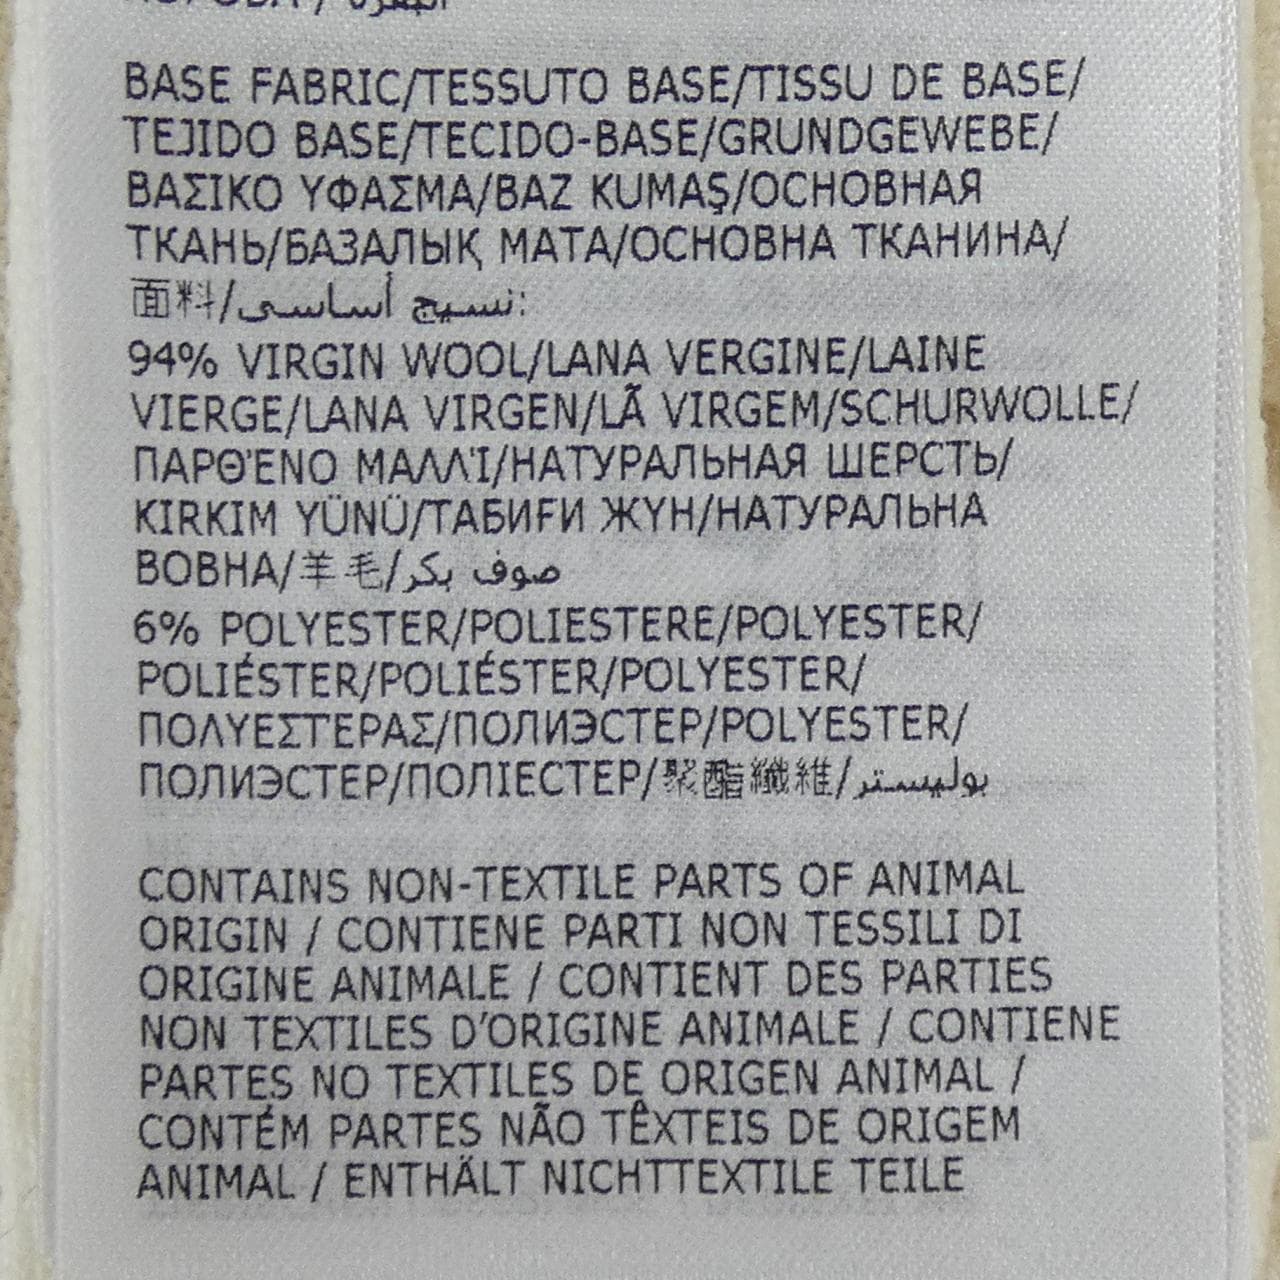 BASE FABRIC/TESSUTO BASE/TISSU DE BASE/
TEJIDO BASE/TECIDO-BASE/GRUNDGEWEBE/
ΒΑΣΙΚΟ ΥΦΑΣΜΑ/BAZ KUMAŞ/ОСНОВНАЯ
ТКАНЬ/БАЗАЛЫҚ МАТА/ОСНОВНА ТКАНИНА/
面料/نسيج أساسى:
94% VIRGIN WOOL/LANA VERGINE/LAINE
VIERGE/LANA VIRGEN/LÃ VIRGEM/SCHURWOLLE/
ΠΑΡΘΈΝΟ ΜΑΛΛΊ/НАТУРАЛЬНАЯ ШЕРСТЬ/
KIRKIM YÜNÜ/ТАБИҒИ ЖҮН/НАТУРАЛЬНА
ВОВНА/羊毛/صوف بكر
6% POLYESTER/POLIESTERE/POLYESTER/
POLIÉSTER/POLIÉSTER/POLYESTER/
ΠΟΛΥΕΣΤΕΡΑΣ/ПОЛИЭСТЕР/POLYESTER/
ПОЛИЭСТЕР/ПОЛІЕСТЕР/聚酯纖維/بوليستر
CONTAINS NON-TEXTILE PARTS OF ANIMAL
ORIGIN / CONTIENE PARTI NON TESSILI DI
ORIGINE ANIMALE / CONTIENT DES PARTIES
NON TEXTILES D'ORIGINE ANIMALE / CONTIENE
PARTES NO TEXTILES DE ORIGEN ANIMAL /
CONTÉM PARTES NÃO TÊXTEIS DE ORIGEM
ANIMAL / ENTHÄLT NICHTTEXTILE TEILE